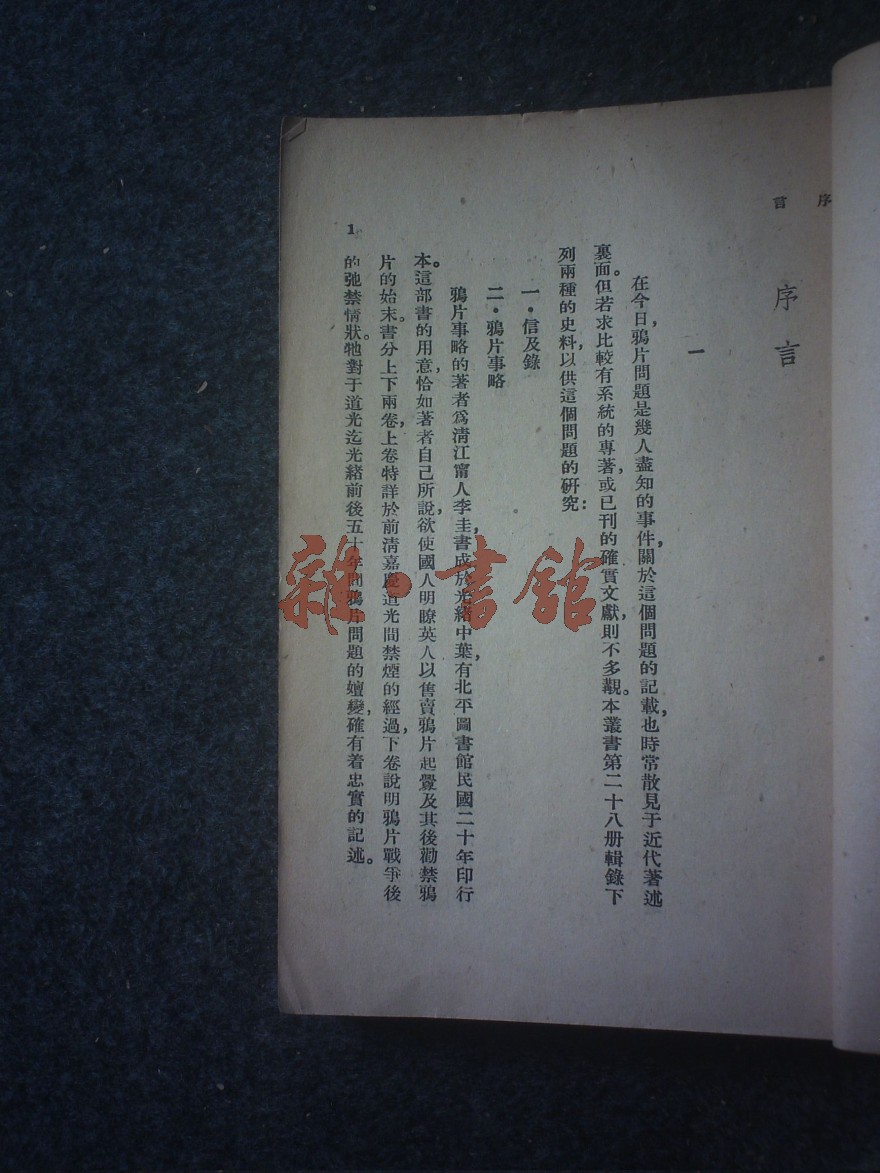 序言
序言
一
在今日，鴉片問題是幾人盡知的事件，關於這個問題的記載，也時常散見于近代著述
裏面。但若求比較有系統的專著，或已刊的確實文獻，則不多覯。本叢書第二十八册輯錄下
列兩種的史料，以供這個問題的研究：
一·信及錄
二·鴉片事略
鴉片事略的著者爲清江甯人李圭，書成於光緒中葉，有北平圖書館民國二十年印行
本。這部書的用意，恰如著者自己所說，欲使國人明瞭英人以售賣鴉片起釁及其後勸禁鴉
片的始末。書分上下兩卷，上卷特詳於前清嘉慶道光間禁煙的經過，下卷說明鴉片戰爭後
的弛禁情狀。牠對于道光迄光緒前後五十年間鴉片問題的嬗變，確有着忠實的記述。
1
雜·書館